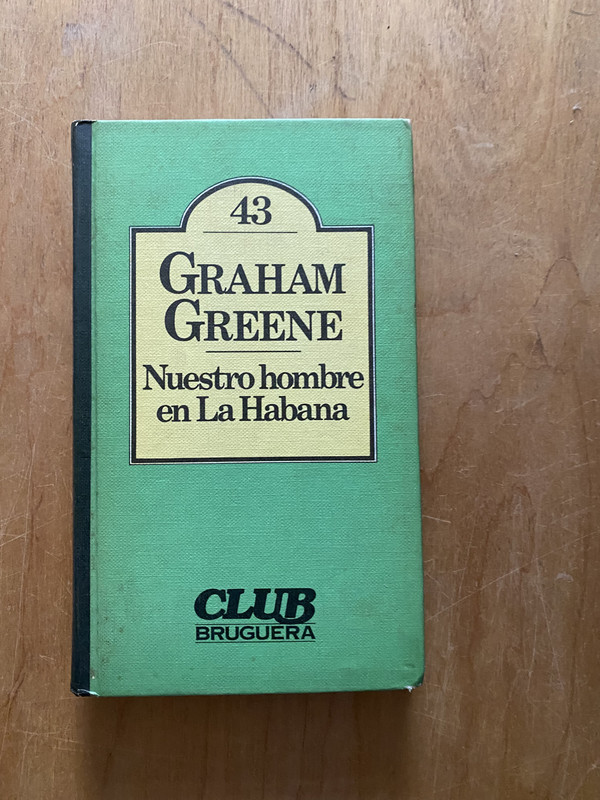 43
GRAHAM
GREENE
Nuestro hombre
en La Habana
CLUB
BRUGUERA